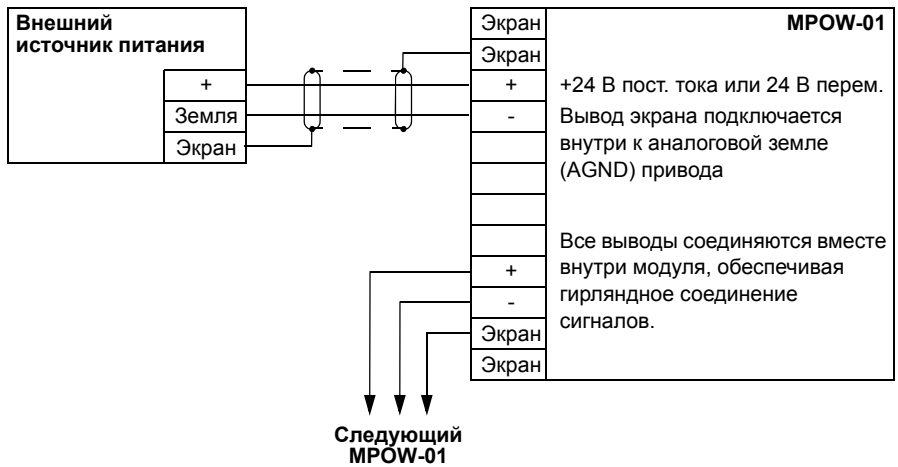 Внешний
источник питания
+
Земля
Экран
Экран
Экран
+
-
+
-
Экран
Экран
MPOW-01
+24 В пост. тока или 24 В перем.
Вывод экрана подключается
внутри к аналоговой земле
(AGND) привода
Все выводы соединяются вместе
внутри модуля, обеспечивая
гирляндное соединение
сигналов.
Следующий
MPOW-01